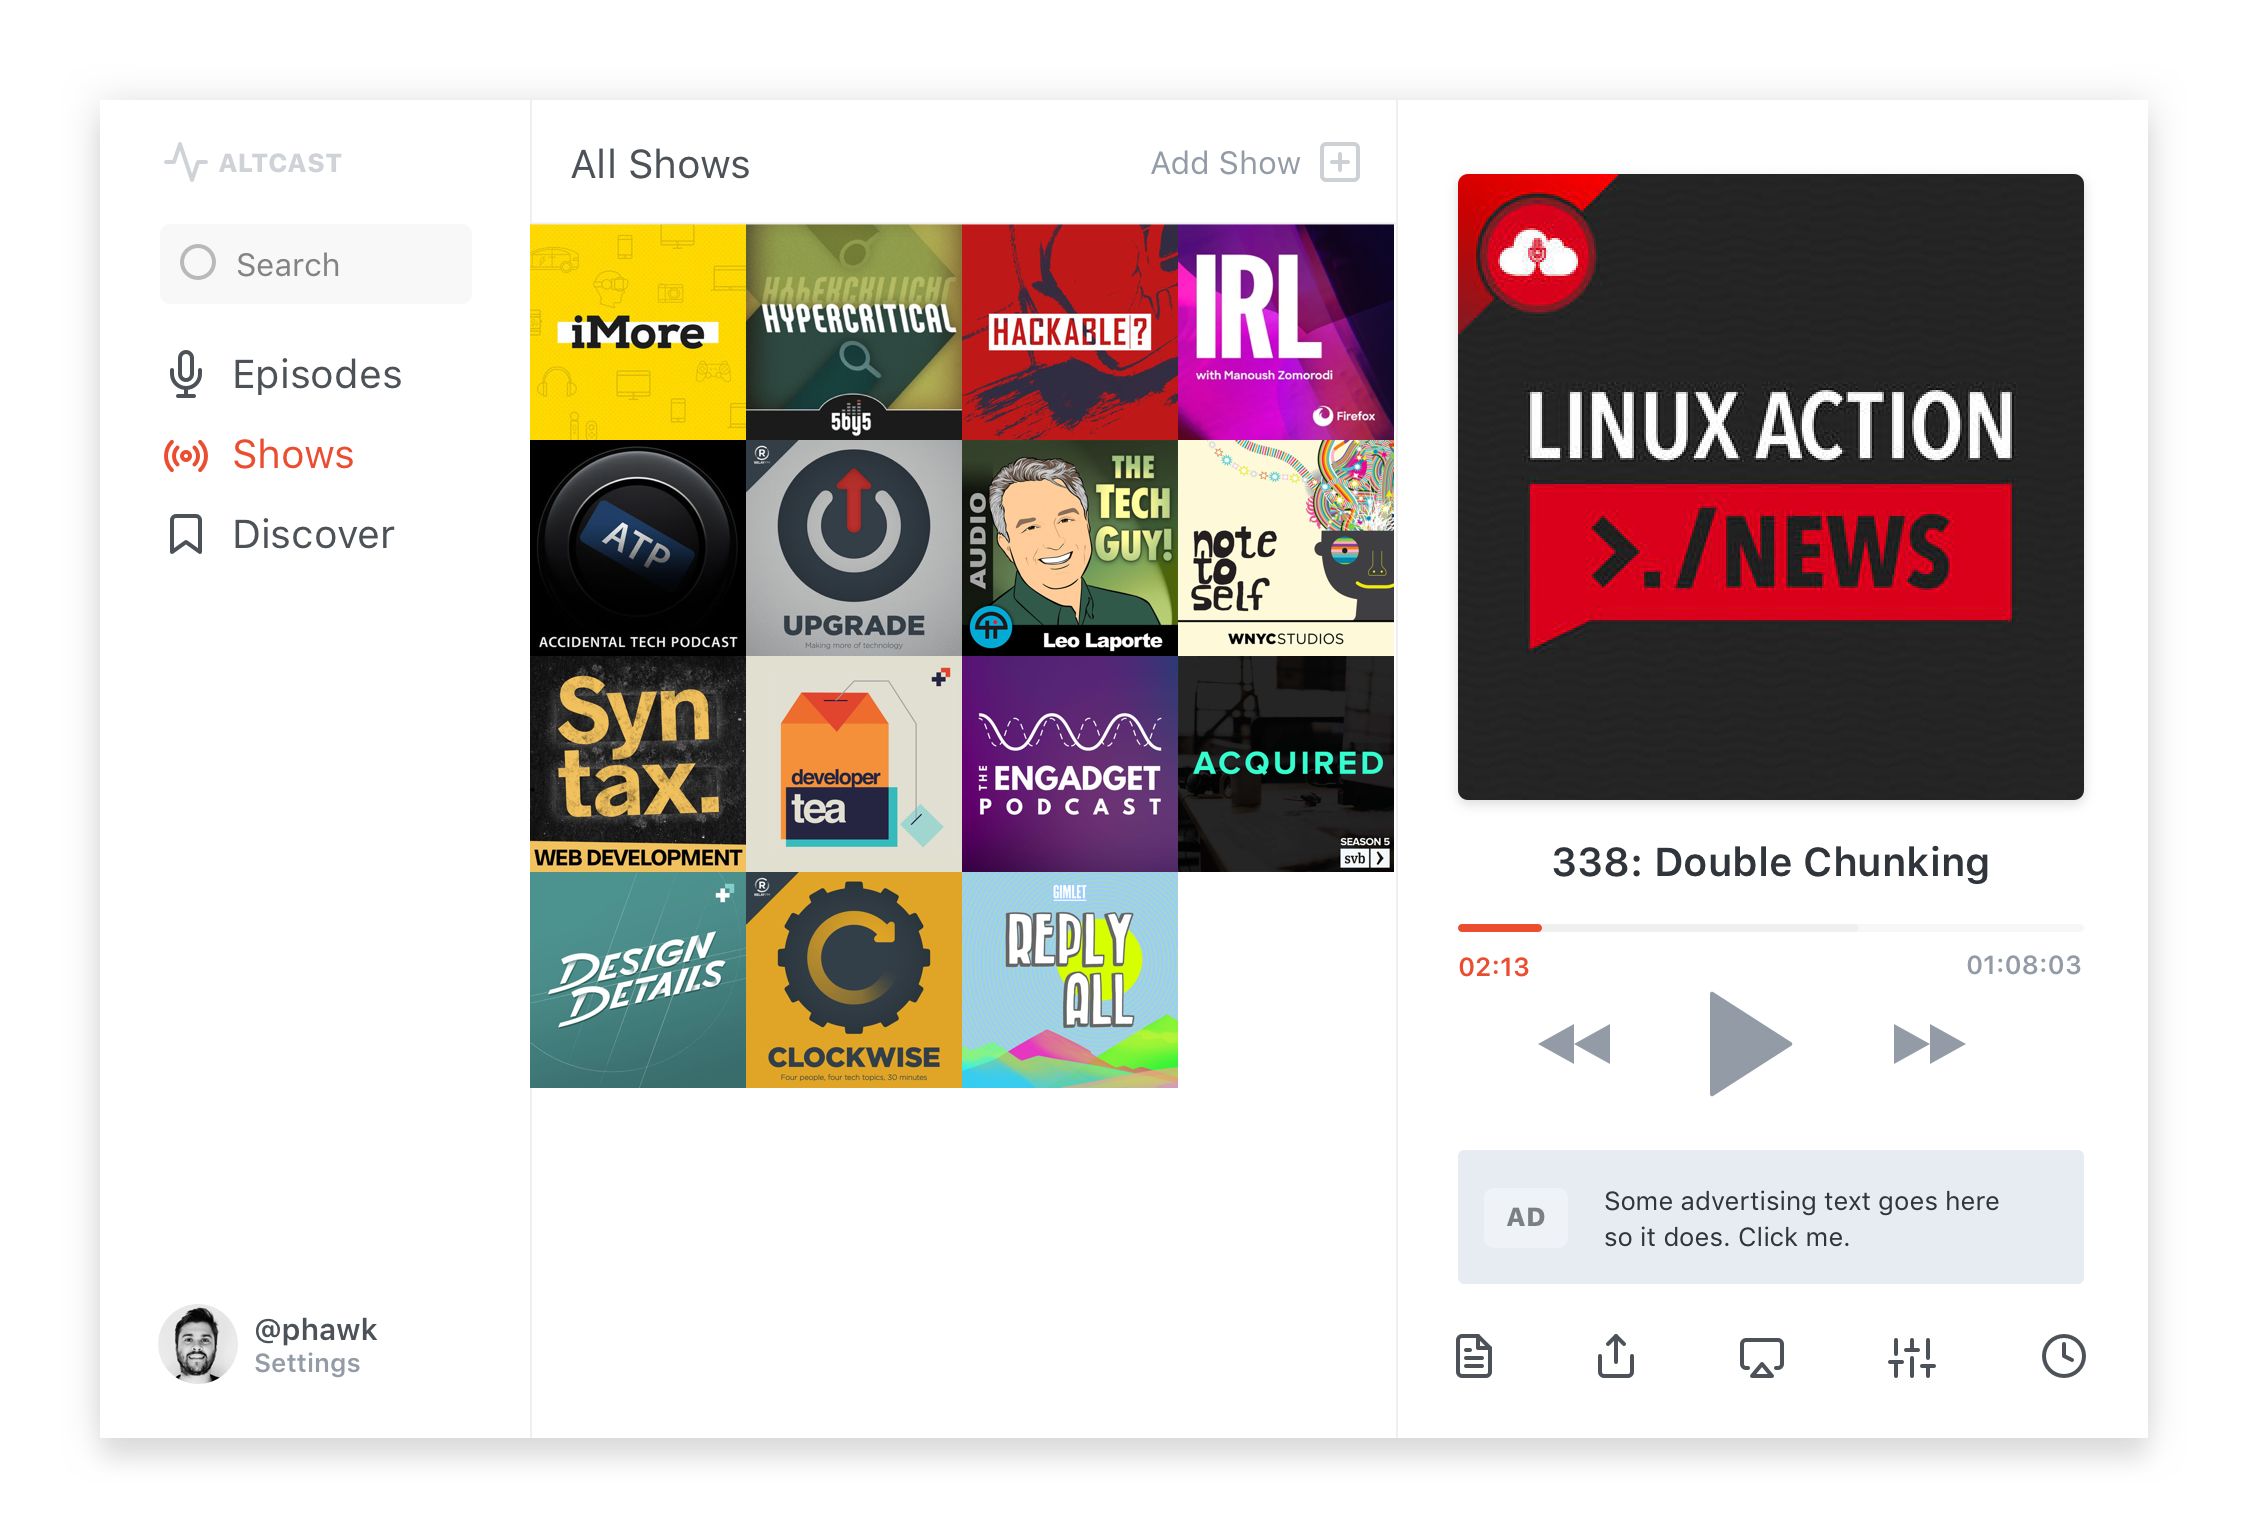 ALTCAST
Search
Episodes
Shows
Discover
@phawk
Settings
All Shows
Add Show
iMore
HYPERCRITICAL
5by5
HACKABLE?
IRL
with Manoush Zomorodi
Firefox
ATP
ACCIDENTAL TECH PODCAST
R
UPGRADE
Making more of technology
AUDIO
THE
TECH
GUY!
Leo Laporte
note
to
self
WNYCSTUDIOS
Syn
tax.
WEB DEVELOPMENT
developer
tea
THE
ENGADGET
PODCAST
ACQUIRED
SEASON 5
svb
DESIGN
DETAILS
R
CLOCKWISE
Four people, four tech topics, 30 minutes
GIMLET
REPLY
ALL
LINUX ACTION
>./NEWS
338: Double Chunking
02:13
01:08:03
AD
Some advertising text goes here
so it does. Click me.